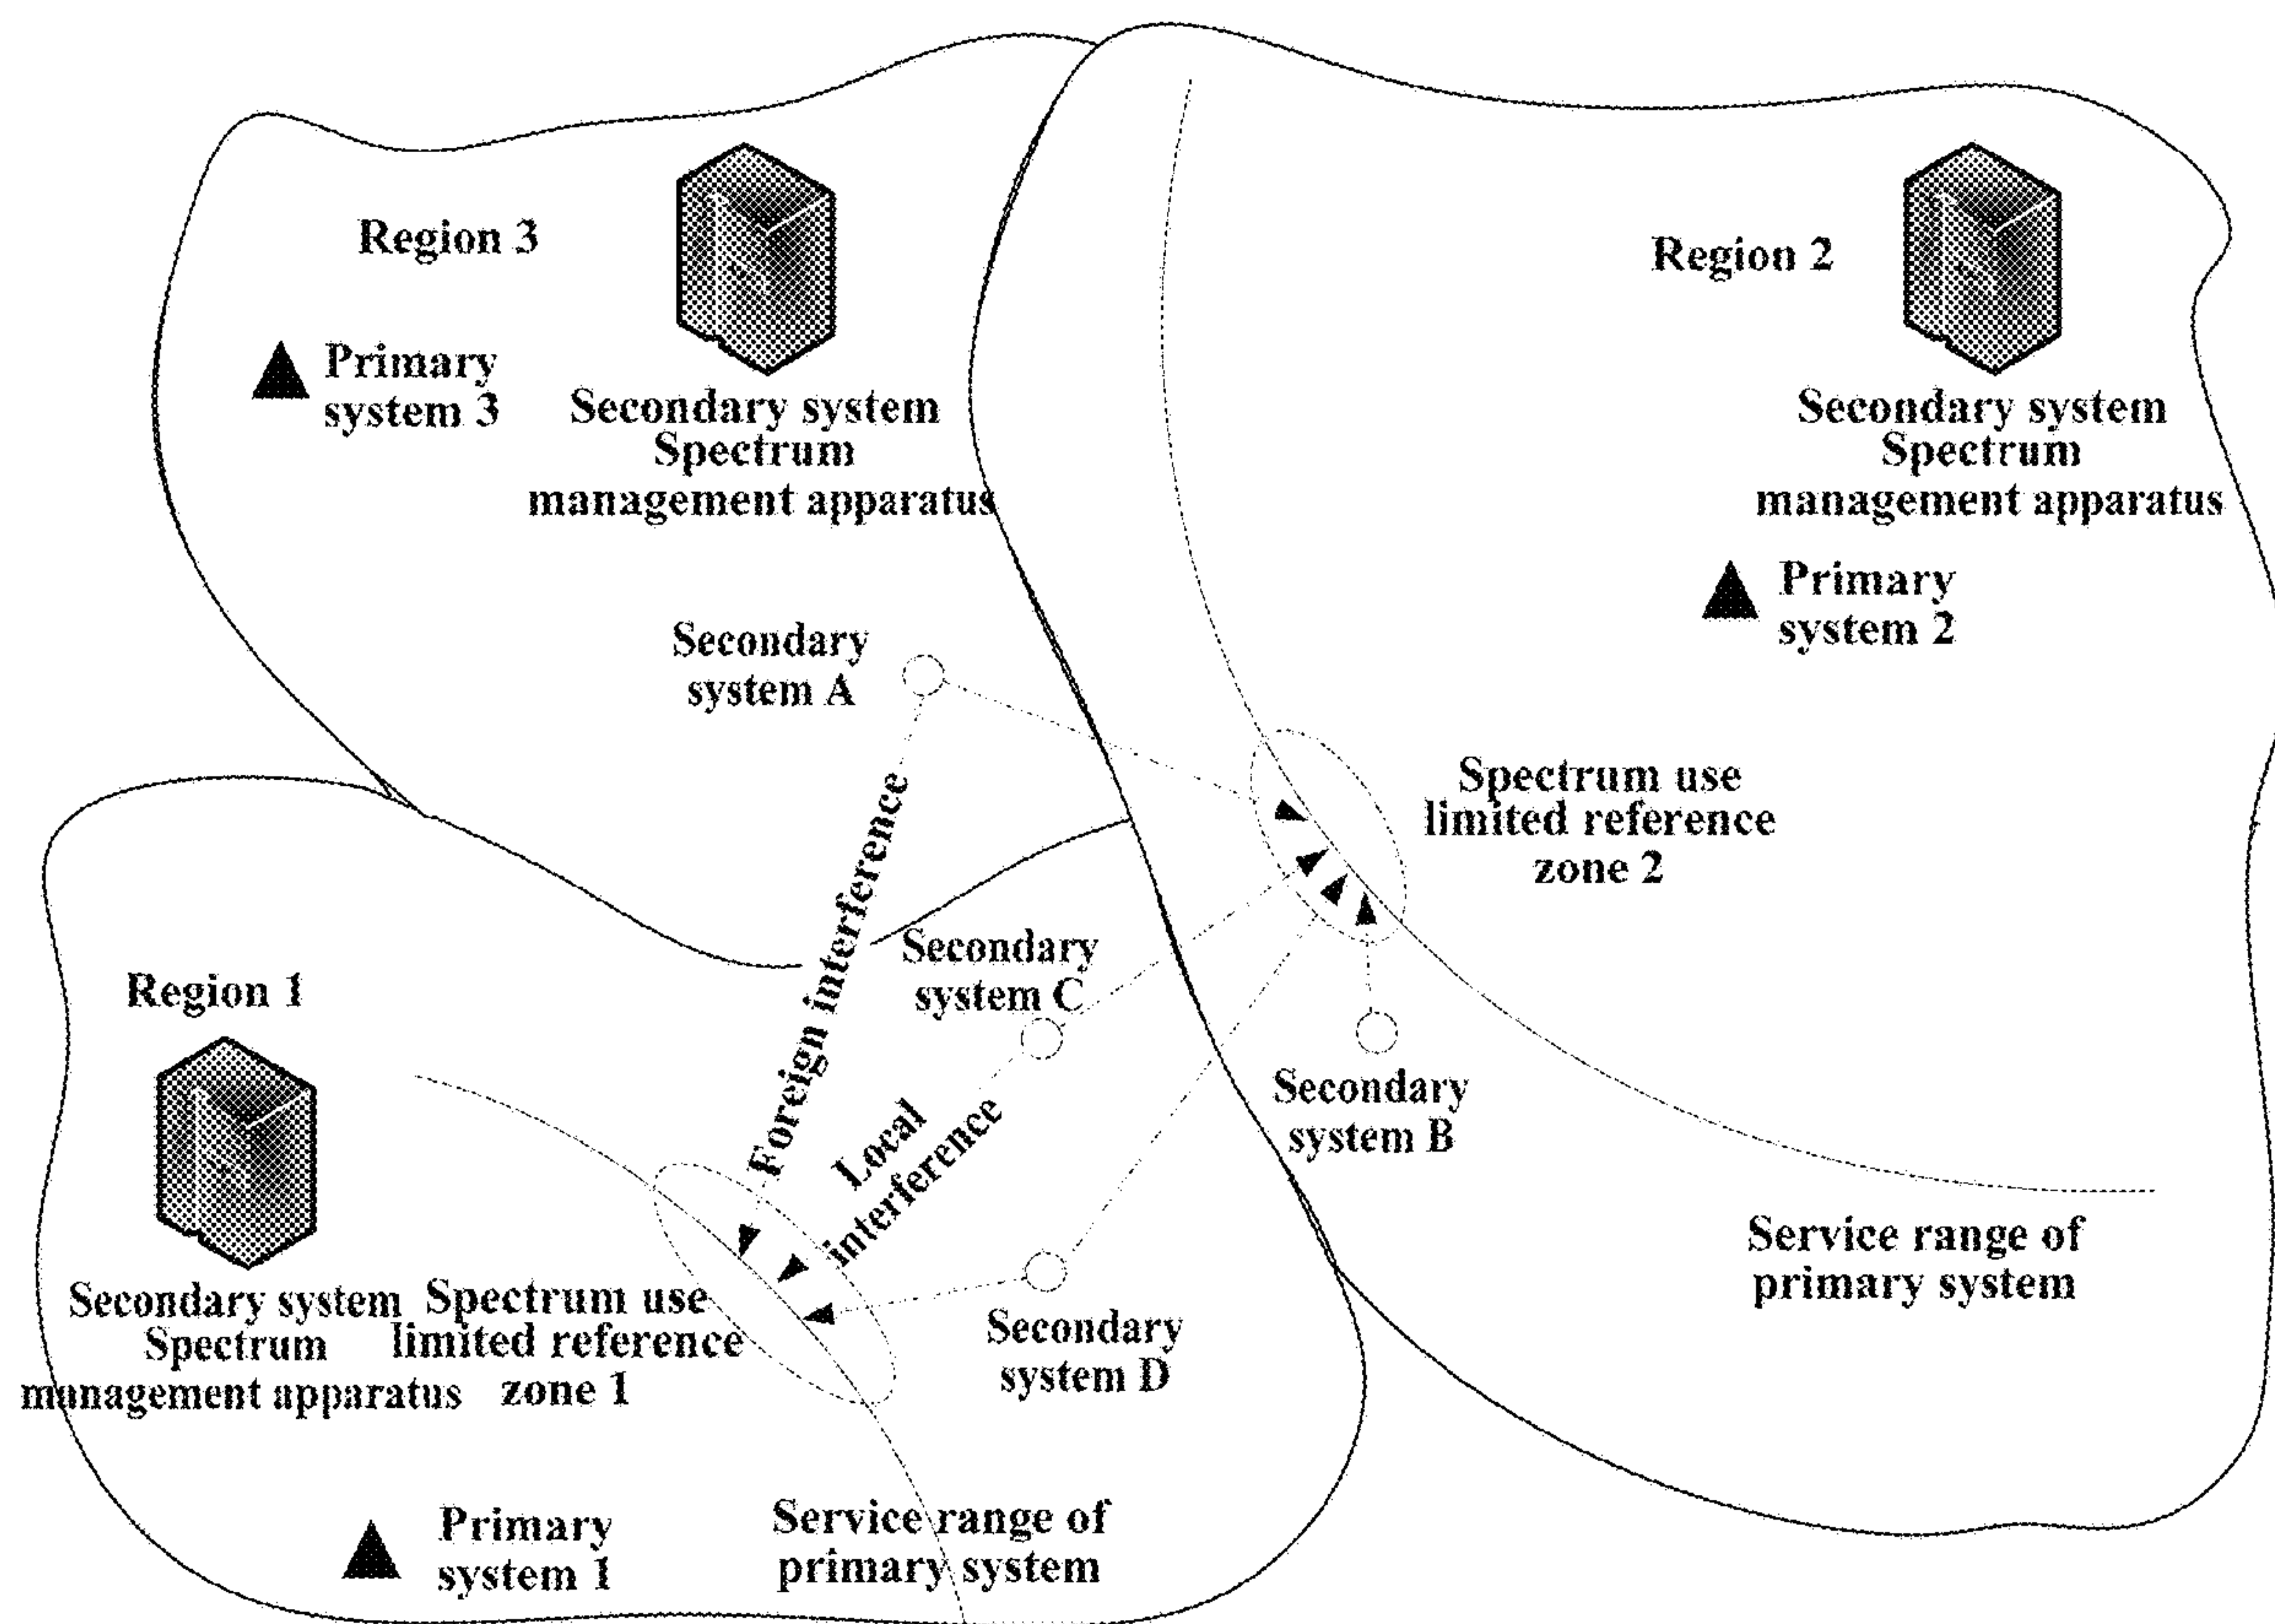 Region 3
Primary
system 3
Secondary system
Spectrum
management apparatus
Region 2
Secondary system
Spectrum
management apparatus
Primary
system 2
Secondary
system A
Spectrum use
limited reference
zone 2
Foreign interference
Secondary
system C
Local
interference
Secondary
system B
Region 1
Secondary system
Spectrum
management apparatus
Spectrum use
limited reference
zone 1
Secondary
system D
Service range of
primary system
Primary
system 1
Service range of
primary system